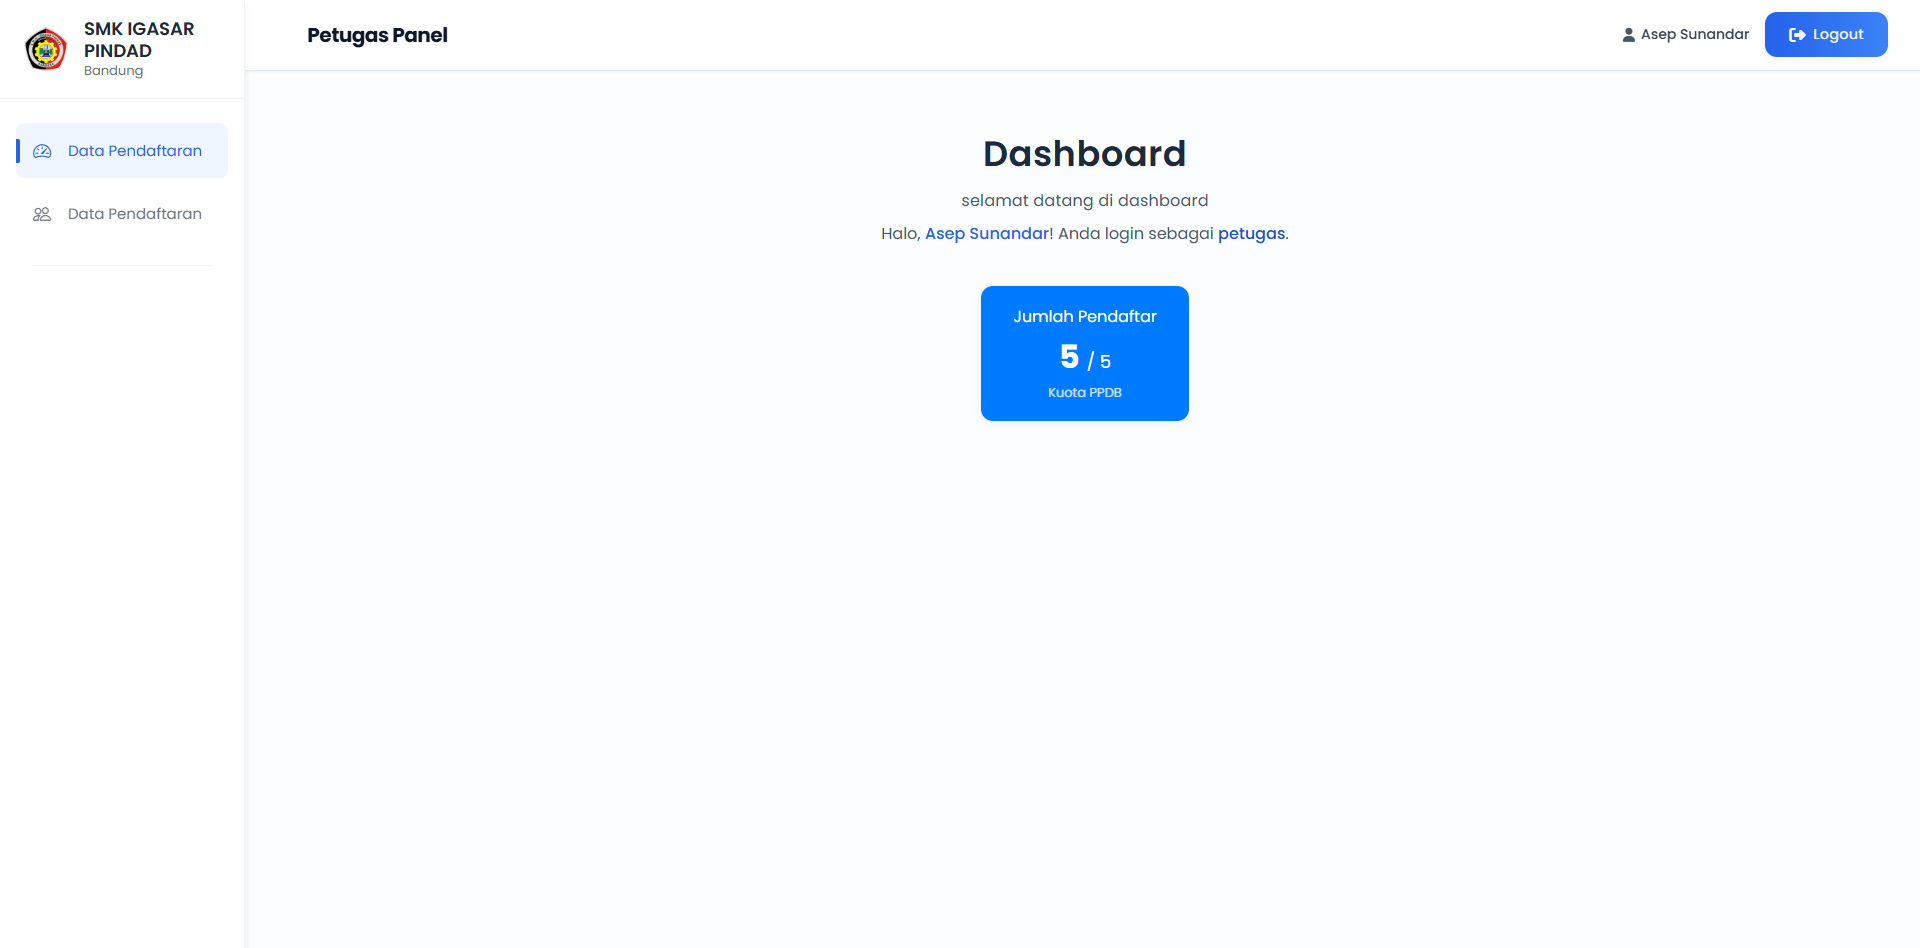 SMK IGASAR
PINDAD
Bandung
Petugas Panel
Asep Sunandar
Logout
Data Pendaftaran
Data Pendaftaran
Dashboard
selamat datang di dashboard
Halo, Asep Sunandar! Anda login sebagai petugas.
Jumlah Pendaftar
5 / 5
Kuota PPDB